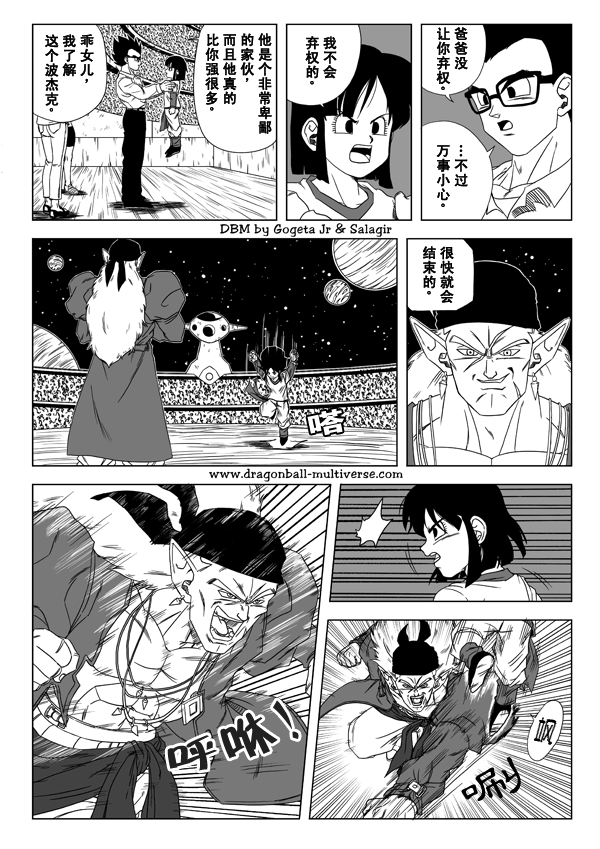 爸爸没
让你弃权。
…不过
万事小心。
我不会
弃权的。
他是个非常卑鄙
的家伙，
而且他真的
比你强很多。
乖女儿，
我了解
这个波杰克。
DBM by Gogeta Jr & Salagir
很快就会
结束的。
嗒
www.dragonball-multiverse.com
飒
唰
呼咻！